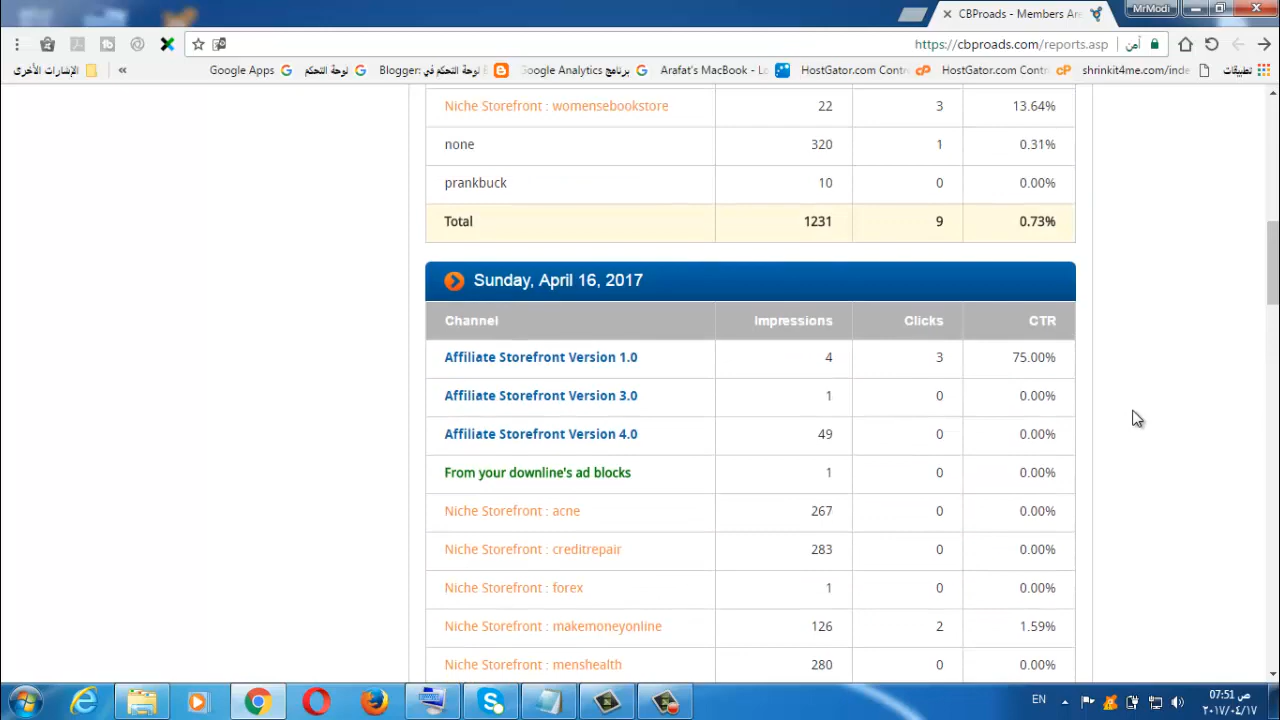 CBProads - Members Are
MrModi
https://cbproads.com/reports.asp
آمن
الإشارات الأخرى
Google Apps
لوحة التحكم
Blogger: لوحة التحكم في
Google Analytics برنامج
Arafat's MacBook - Lo
HostGator.com Contr
HostGator.com Contr
shrinkit4me.com/inde
تطبيقات
Niche Storefront : womensebookstore 22 3 13.64%
none 320 1 0.31%
prankbuck 10 0 0.00%
Total 1231 9 0.73%
Sunday, April 16, 2017
Channel Impressions Clicks CTR
Affiliate Storefront Version 1.0 4 3 75.00%
Affiliate Storefront Version 3.0 1 0 0.00%
Affiliate Storefront Version 4.0 49 0 0.00%
From your downline's ad blocks 1 0 0.00%
Niche Storefront : acne 267 0 0.00%
Niche Storefront : creditrepair 283 0 0.00%
Niche Storefront : forex 1 0 0.00%
Niche Storefront : makemoneyonline 126 2 1.59%
Niche Storefront : menshealth 280 0 0.00%
EN
07:51 ص
٢٠١٧/٠٤/١٧